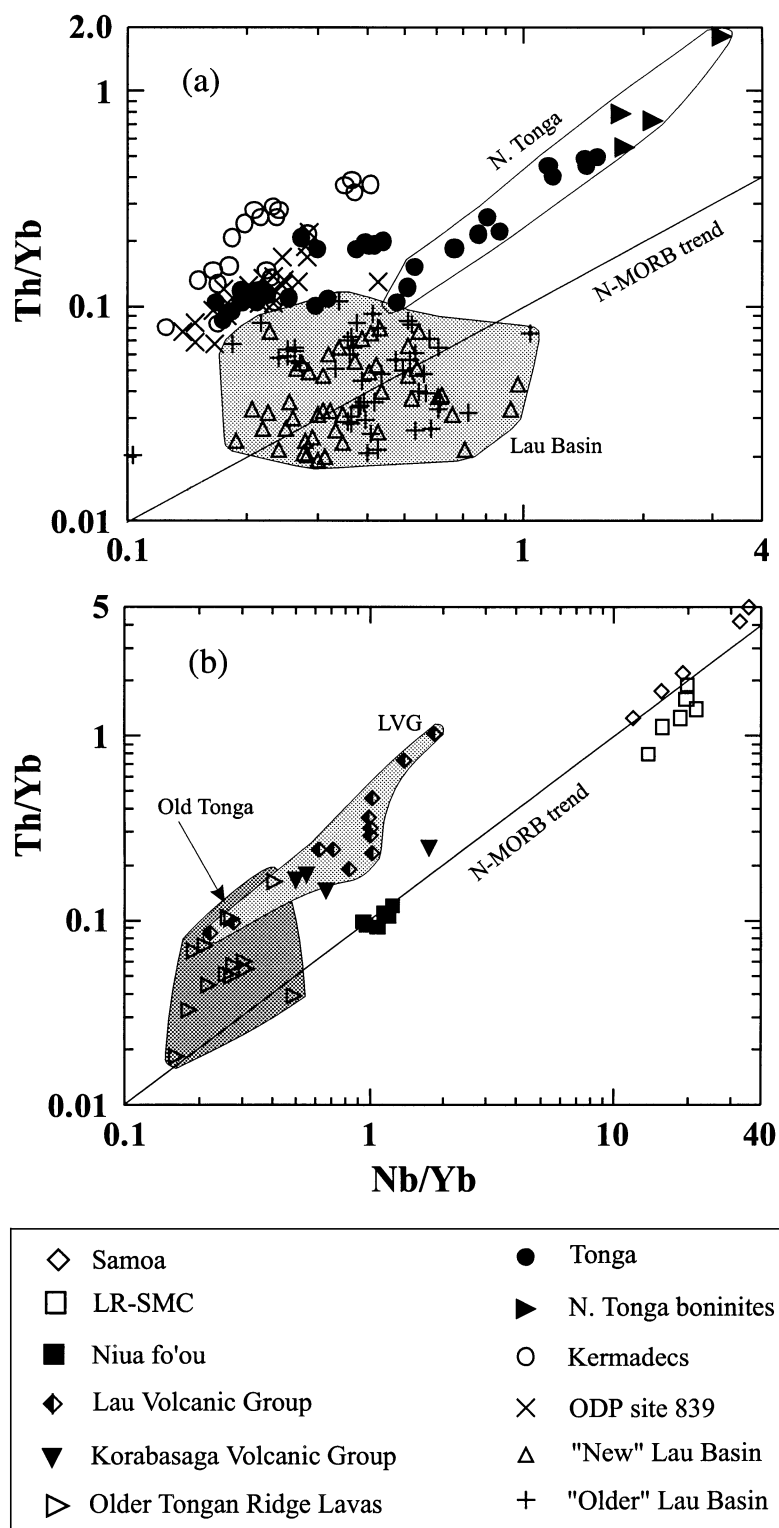 2.0
(a)
1
N. Tonga
Th/Yb
N-MORB trend
0.1
Lau Basin
0.01
0.1
1
4
5
(b)
LVG
1
Th/Yb
Old Tonga
N-MORB trend
0.1
0.01
0.1
1
10
40
Nb/Yb
Samoa
Tonga
LR-SMC
N. Tonga boninites
Niua fo'ou
Kermadecs
Lau Volcanic Group
ODP site 839
Korabasaga Volcanic Group
"New" Lau Basin
Older Tongan Ridge Lavas
"Older" Lau Basin